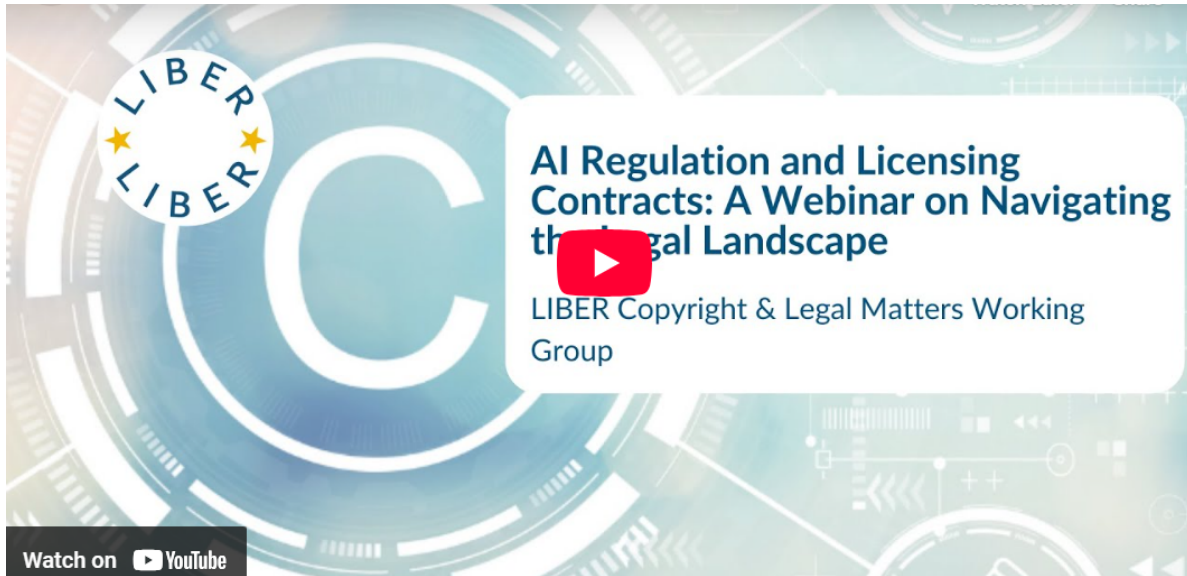 LIBER
LIBER
AI Regulation and Licensing
Contracts: A Webinar on Navigating
gal Landscape
LIBER Copyright & Legal Matters Working
Group
C
Watch on YouTube